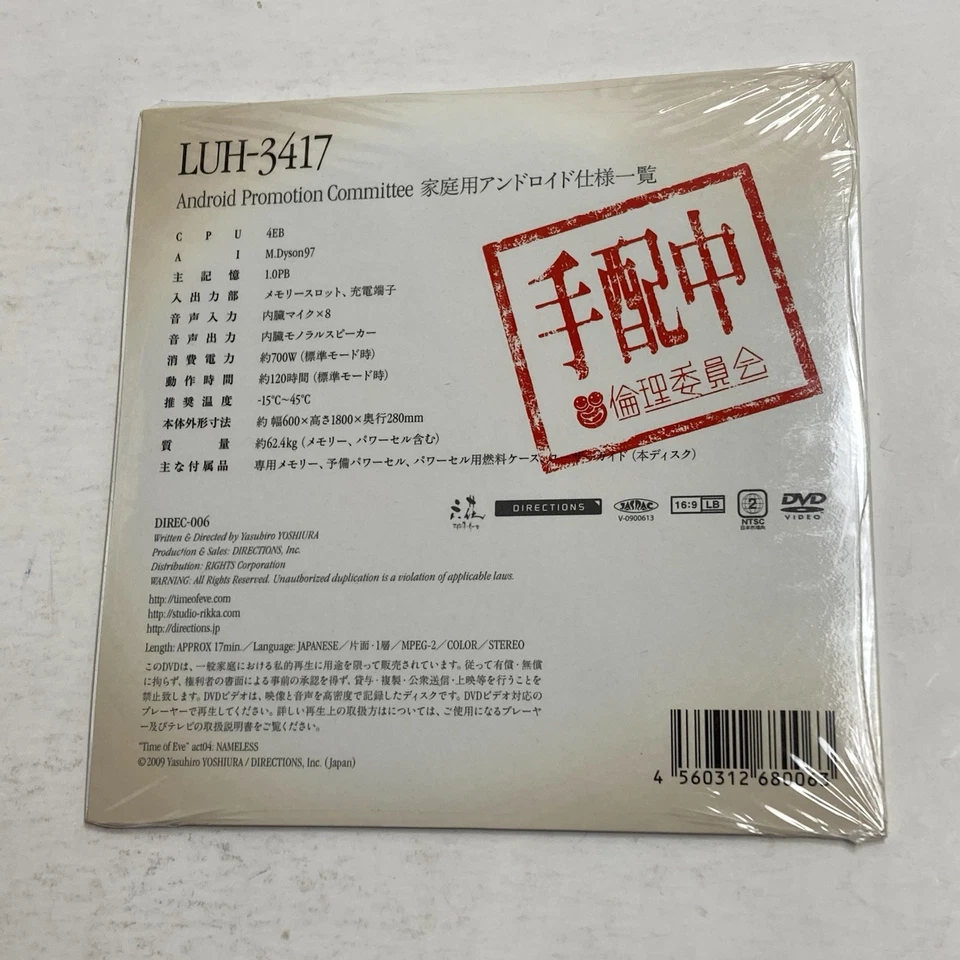 LUH-3417
Android Promotion Committee 家庭用アンドロイド仕様一覧
CPU 4EB
AI M.Dyson97
主記憶 1.0PB
入出力部 メモリースロット、充電端子
音声入力 内臓マイク×8
音声出力 内臓モノラルスピーカー
消費電力 約700W(標準モード時)
動作時間 約120時間(標準モード時)
推奨温度 -15℃~45℃
本体外形寸法 約 幅600×高さ1800×奥行280mm
質量 約62.4kg(メモリー、パワーセル含む)
主な付属品 専用メモリー、予備パワーセル、パワーセル用燃料ケース、 ガイド(本ディスク)
手配中
倫理委員会
DIRECTIONS
JASRAC
V-0900613
16:9 LB
2
NTSC
日本市場向
DVD
VIDEO
DIREC-006
Written & Directed by Yasuhiro YOSHIURA
Production & Sales: DIRECTIONS, Inc.
Distribution: RIGHTS Corporation
WARNING: All Rights Reserved. Unauthorized duplication is a violation of applicable laws.
http://timeofeve.com
http://studio-rikka.com
http://directions.jp
Length: APPROX 17min./Language: JAPANESE/片面・1層/MPEG-2/COLOR/STEREO
このDVDは、一般家庭における私的再生に用途を限って販売されています。従って有償・無償
に拘らず、権利者の書面による事前の承認を得ず、貸与・複製・公衆送信・上映等を行うことを
禁止致します。DVDビデオは、映像と音声を高密度で記録したディスクです。DVDビデオ対応の
プレーヤーで再生してください。詳しい再生上の取扱方はについては、ご使用になるプレーヤ
ー及びテレビの取扱説明書をご覧ください。
"Time of Eve" act04: NAMELESS
©2009 Yasuhiro YOSHIURA / DIRECTIONS, Inc. (Japan)
4 560312 680063